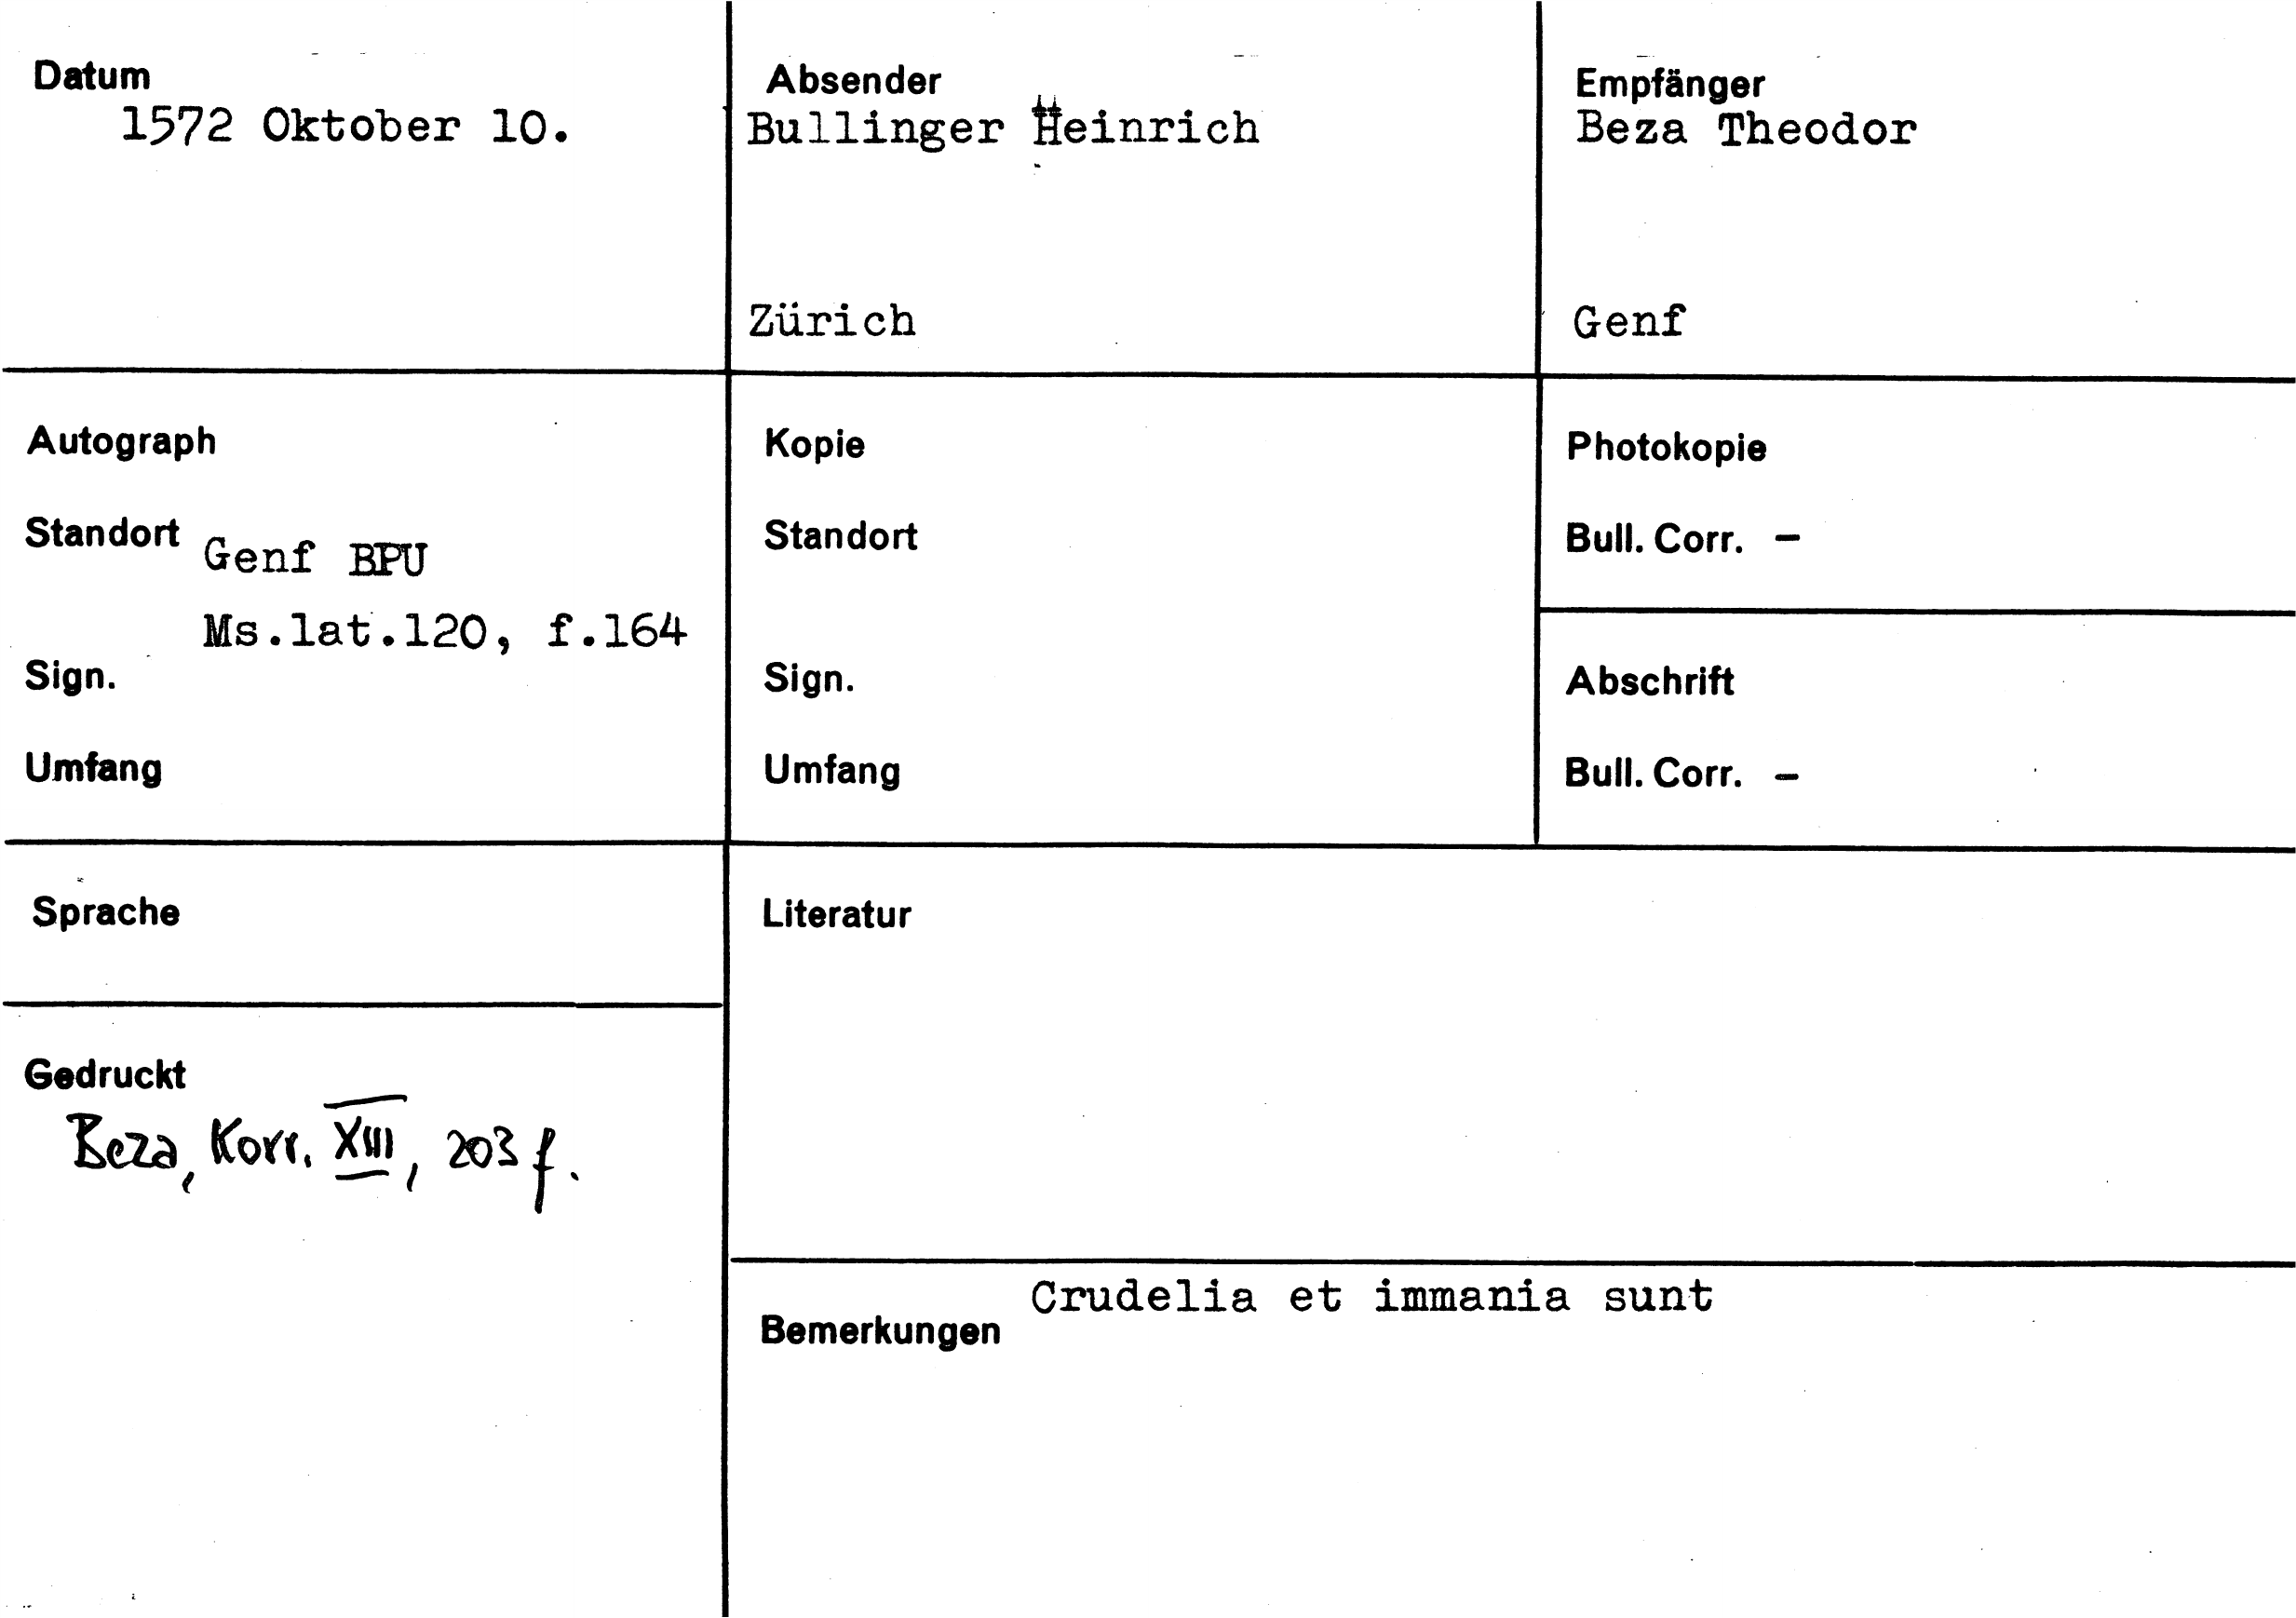 Datum
1572 Oktober 10.
Absender
Bullinger Heinrich
Zürich
Empfänger
Beza Theodor
Genf
Autograph
Standort Genf BPU
Ms.lat.120, f.164
Sign.
Umfang
Kopie
Standort
Sign.
Umfang
Photokopie
Bull. Corr. –
Abschrift
Bull. Corr. –
Sprache
Gedruckt
Beza, Korr. XIII, 203 f.
Literatur
Crudelia et immania sunt
Bemerkungen